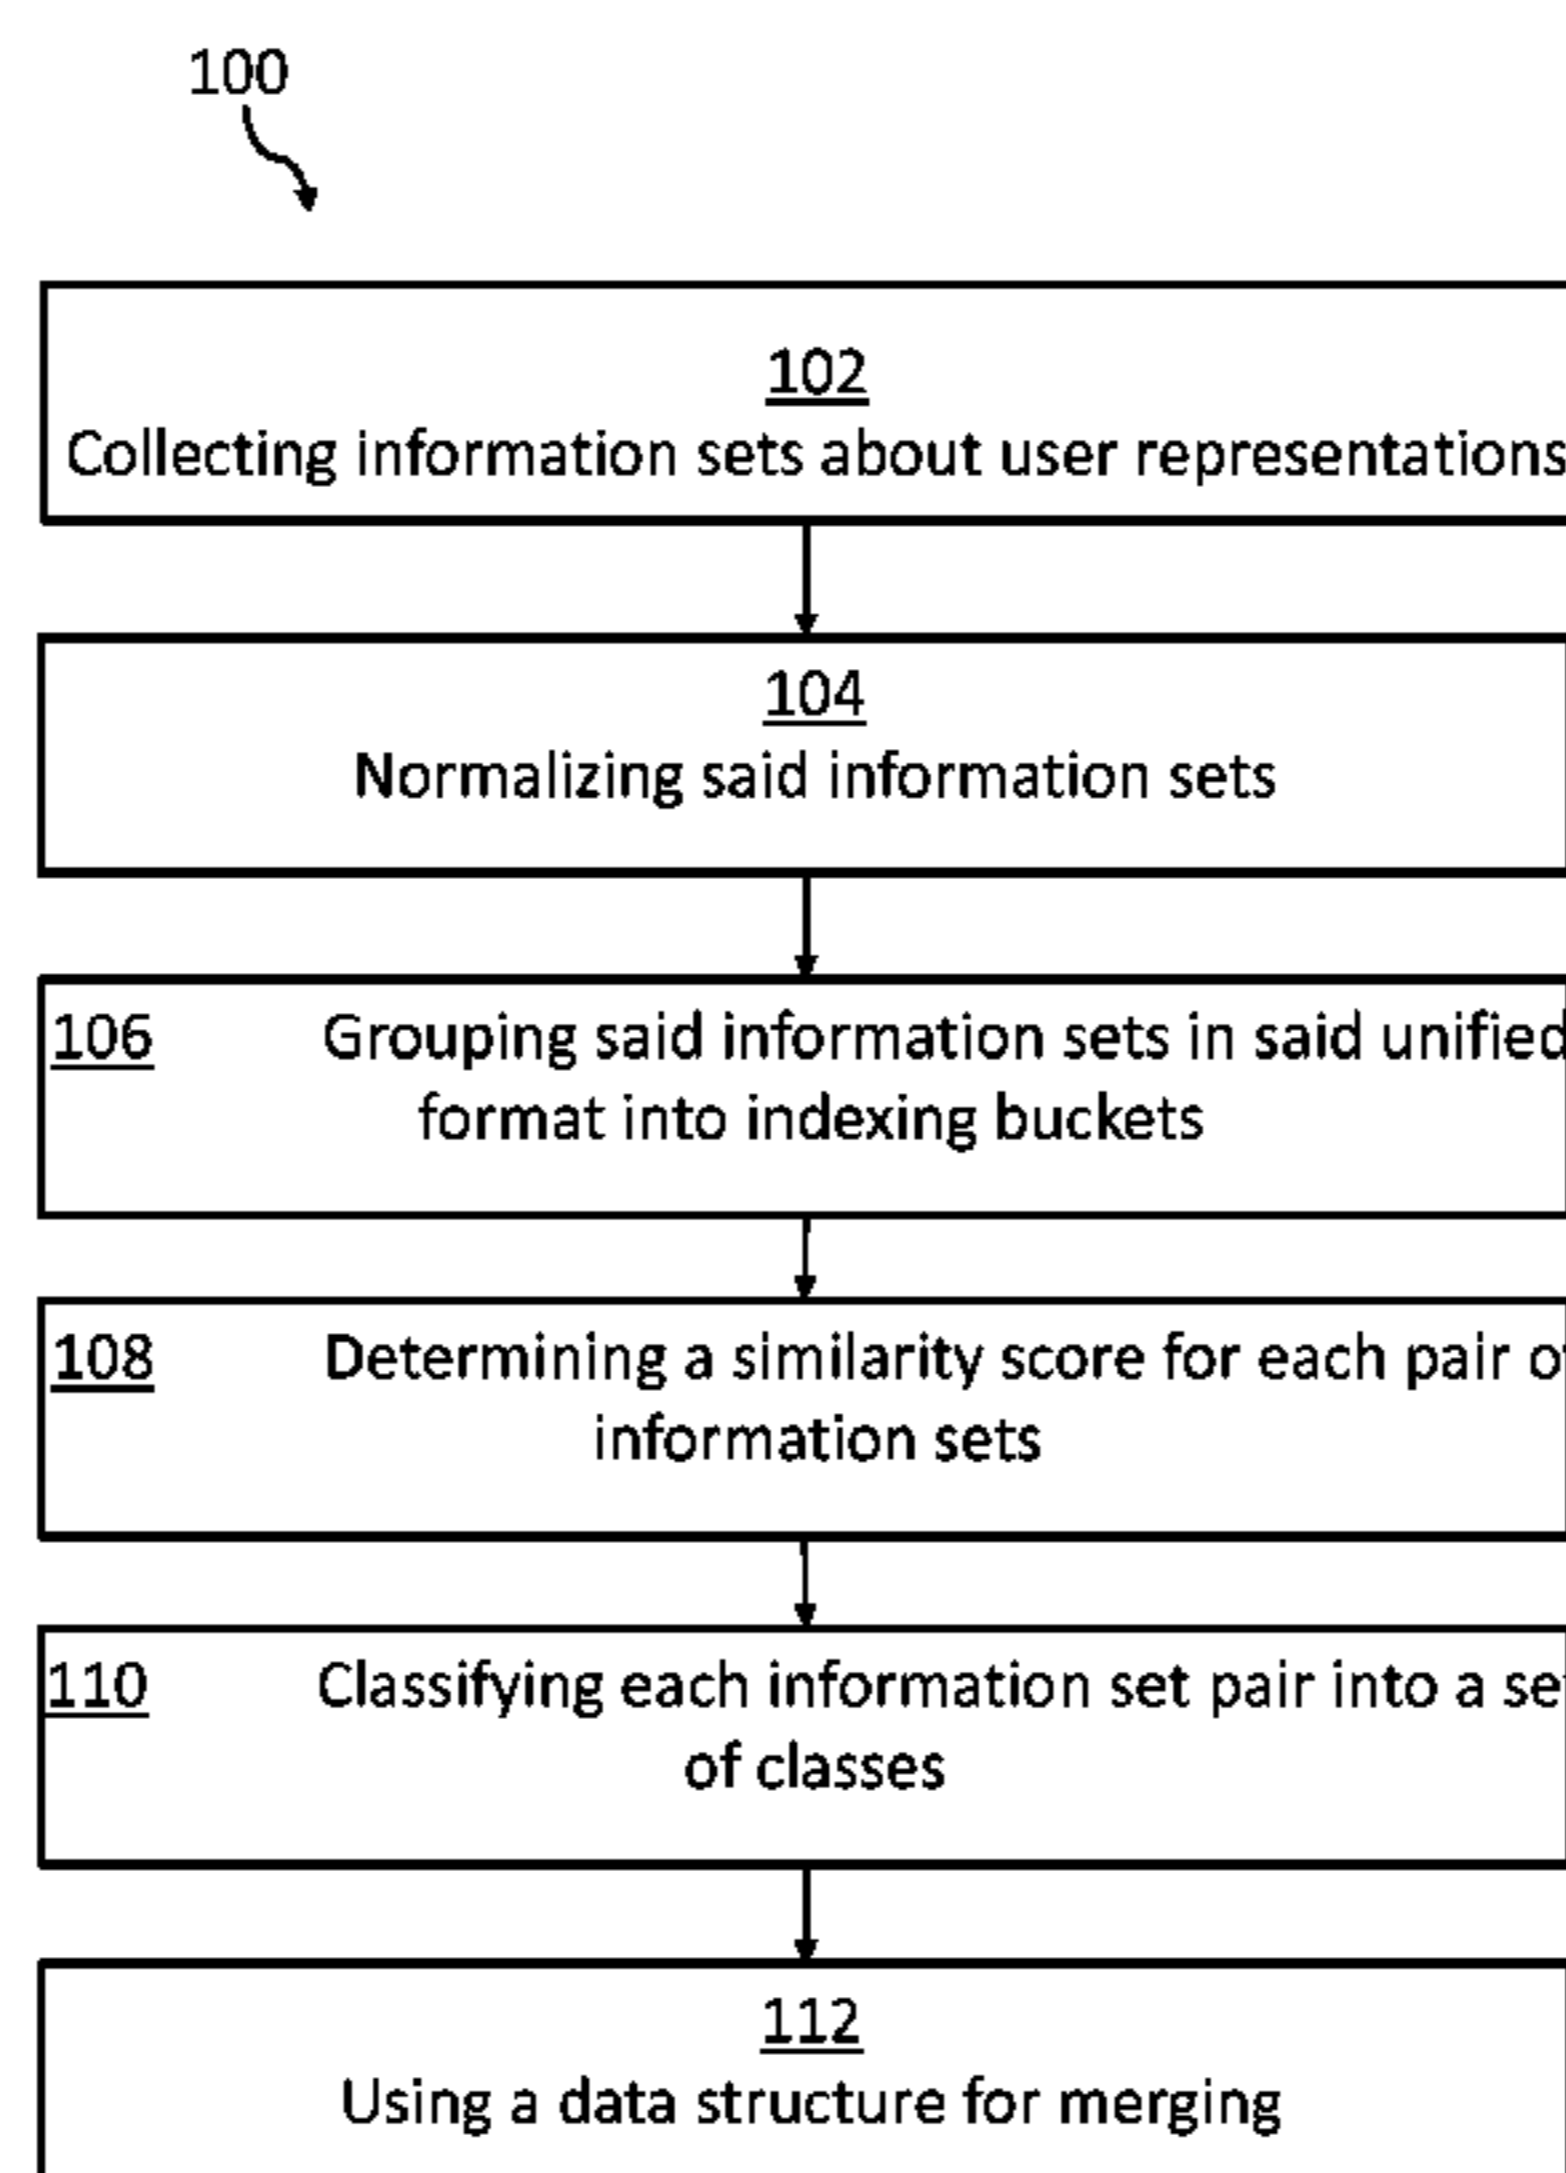 100
102
Collecting information sets about user representations
104
Normalizing said information sets
106 Grouping said information sets in said unified
format into indexing buckets
108 Determining a similarity score for each pair of
information sets
110 Classifying each information set pair into a set
of classes
112
Using a data structure for merging